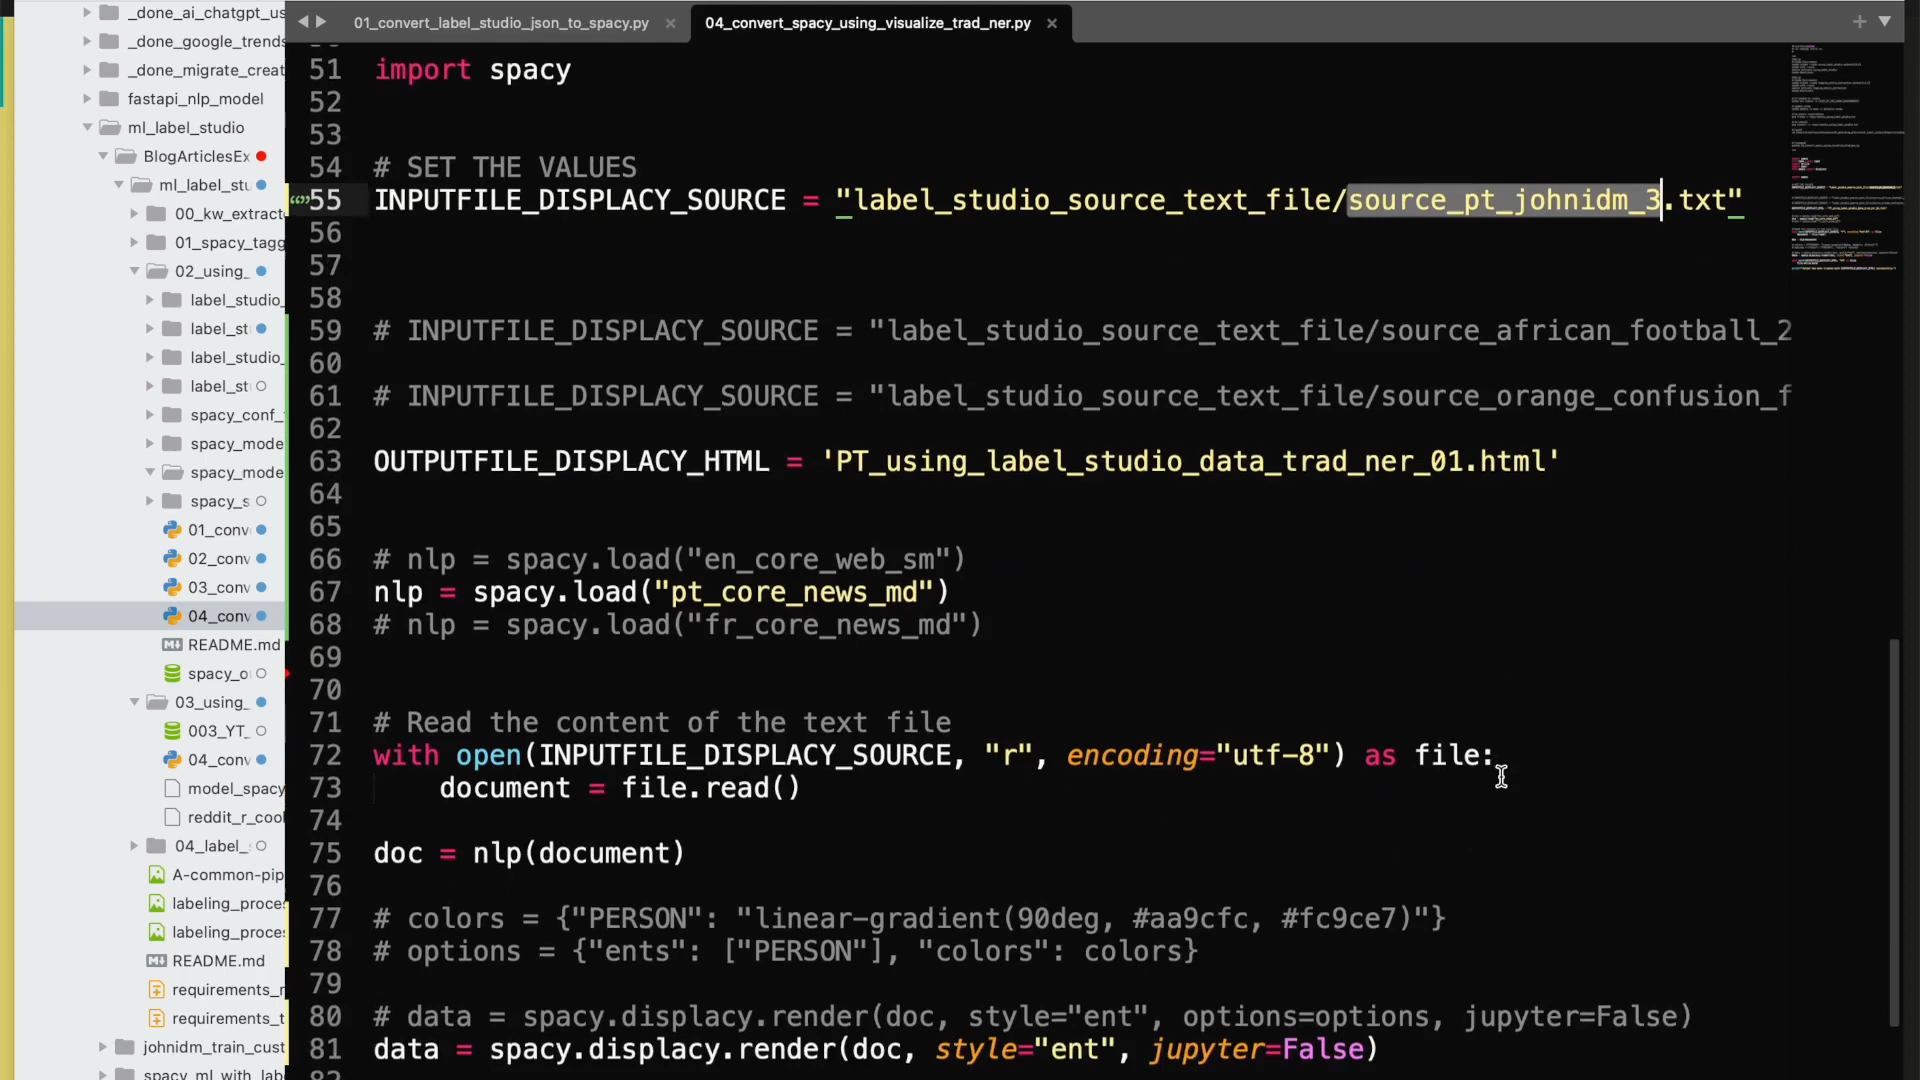 01_convert_label_studio_json_to_spacy.py ×
04_convert_spacy_using_visualize_trad_ner.py ×
_done_ai_chatgpt_us
_done_google_trends
_done_migrate_creat
fastapi_nlp_model
ml_label_studio
BlogArticlesEx
ml_label_stu
00_kw_extract
01_spacy_tagg
02_using_
label_studio_
label_st
label_studio_
label_st
spacy_conf_
spacy_mode
spacy_mode
spacy_s
01_conv
02_conv
03_conv
04_conv
README.md
spacy_o
03_using_
003_YT_
04_conv
model_spacy
reddit_r_cool
04_label_
A-common-pip
labeling_proces
labeling_proces
README.md
requirements_r
requirements_t
johnidm_train_cust
spacy_ml_with_lab
51 import spacy
52
53
54 # SET THE VALUES
55 INPUTFILE_DISPLACY_SOURCE = "label_studio_source_text_file/source_pt_johnidm_3.txt"
56
57
58
59 # INPUTFILE_DISPLACY_SOURCE = "label_studio_source_text_file/source_african_football_2
60
61 # INPUTFILE_DISPLACY_SOURCE = "label_studio_source_text_file/source_orange_confusion_f
62
63 OUTPUTFILE_DISPLACY_HTML = 'PT_using_label_studio_data_trad_ner_01.html'
64
65
66 # nlp = spacy.load("en_core_web_sm")
67 nlp = spacy.load("pt_core_news_md")
68 # nlp = spacy.load("fr_core_news_md")
69
70
71 # Read the content of the text file
72 with open(INPUTFILE_DISPLACY_SOURCE, "r", encoding="utf-8") as file:
73 document = file.read()
74
75 doc = nlp(document)
76
77 # colors = {"PERSON": "linear-gradient(90deg, #aa9cfc, #fc9ce7)"}
78 # options = {"ents": ["PERSON"], "colors": colors}
79
80 # data = spacy.displacy.render(doc, style="ent", options=options, jupyter=False)
81 data = spacy.displacy.render(doc, style="ent", jupyter=False)
82